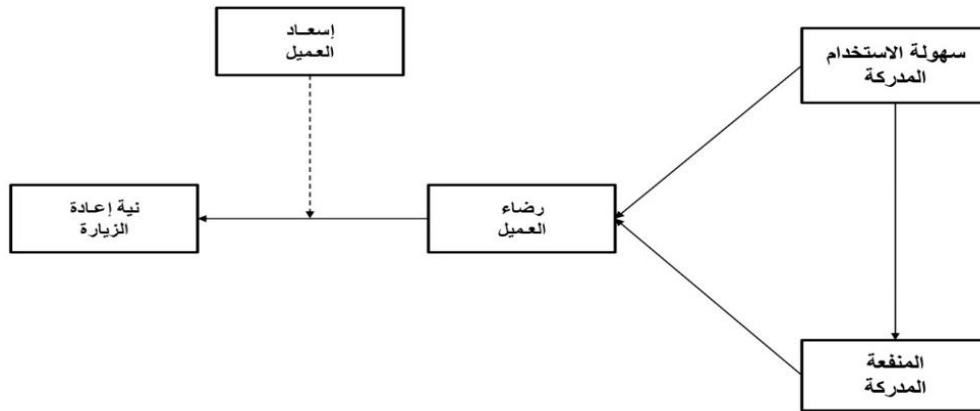 إسعاد
العميل
سهولة الاستخدام
المدركة
رضاء
العميل
نية إعادة
الزيارة
المنفعة
المدركة